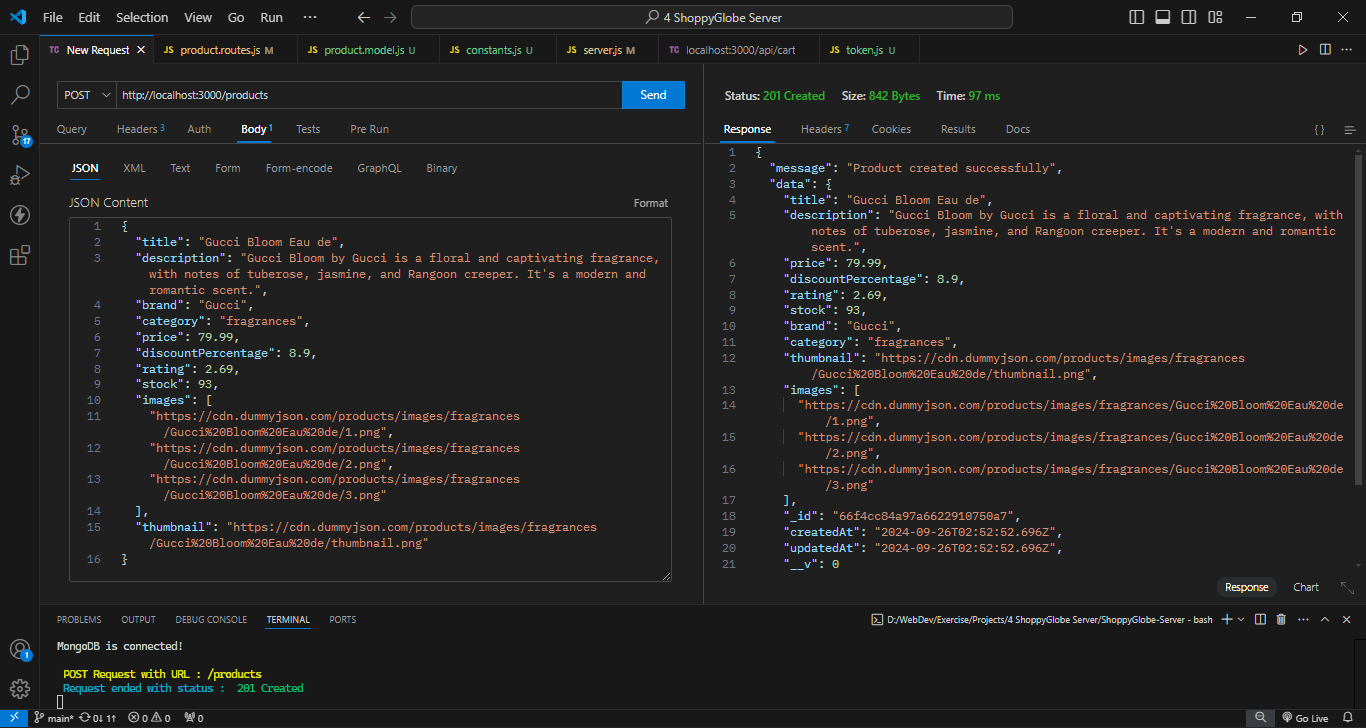 File Edit Selection View Go Run ··· 4 ShoppyGlobe Server
TC New Request JS product.routes.js M JS product.model.js U JS constants.js U JS server.js M TC localhost:3000/api/cart JS token.js U
POST http://localhost:3000/products Send
Query Headers 3 Auth Body 1 Tests Pre Run
JSON XML Text Form Form-encode GraphQL Binary
JSON Content Format
1 {
2 "title": "Gucci Bloom Eau de",
3 "description": "Gucci Bloom by Gucci is a floral and captivating fragrance,
with notes of tuberose, jasmine, and Rangoon creeper. It's a modern and
romantic scent.",
4 "brand": "Gucci",
5 "category": "fragrances",
6 "price": 79.99,
7 "discountPercentage": 8.9,
8 "rating": 2.69,
9 "stock": 93,
10 "images": [
11 "https://cdn.dummyjson.com/products/images/fragrances
/Gucci%20Bloom%20Eau%20de/1.png",
12 "https://cdn.dummyjson.com/products/images/fragrances
/Gucci%20Bloom%20Eau%20de/2.png",
13 "https://cdn.dummyjson.com/products/images/fragrances
/Gucci%20Bloom%20Eau%20de/3.png"
14 ],
15 "thumbnail": "https://cdn.dummyjson.com/products/images/fragrances
/Gucci%20Bloom%20Eau%20de/thumbnail.png"
16 }
Status: 201 Created Size: 842 Bytes Time: 97 ms
Response Headers 7 Cookies Results Docs { }
1 {
2 "message": "Product created successfully",
3 "data": {
4 "title": "Gucci Bloom Eau de",
5 "description": "Gucci Bloom by Gucci is a floral and captivating fragrance, with
notes of tuberose, jasmine, and Rangoon creeper. It's a modern and romantic
scent.",
6 "price": 79.99,
7 "discountPercentage": 8.9,
8 "rating": 2.69,
9 "stock": 93,
10 "brand": "Gucci",
11 "category": "fragrances",
12 "thumbnail": "https://cdn.dummyjson.com/products/images/fragrances
/Gucci%20Bloom%20Eau%20de/thumbnail.png",
13 "images": [
14 "https://cdn.dummyjson.com/products/images/fragrances/Gucci%20Bloom%20Eau%20de
/1.png",
15 "https://cdn.dummyjson.com/products/images/fragrances/Gucci%20Bloom%20Eau%20de
/2.png",
16 "https://cdn.dummyjson.com/products/images/fragrances/Gucci%20Bloom%20Eau%20de
/3.png"
17 ],
18 "_id": "66f4cc84a97a6622910750a7",
19 "createdAt": "2024-09-26T02:52:52.696Z",
20 "updatedAt": "2024-09-26T02:52:52.696Z",
21 "__v": 0
Response Chart
17
1
PROBLEMS OUTPUT DEBUG CONSOLE TERMINAL PORTS D:/WebDev/Exercise/Projects/4 ShoppyGlobe Server/ShoppyGlobe-Server - bash
MongoDB is connected!
POST Request with URL : /products
Request ended with status : 201 Created
main* 0↓ 1↑ 0 0 0 Go Live